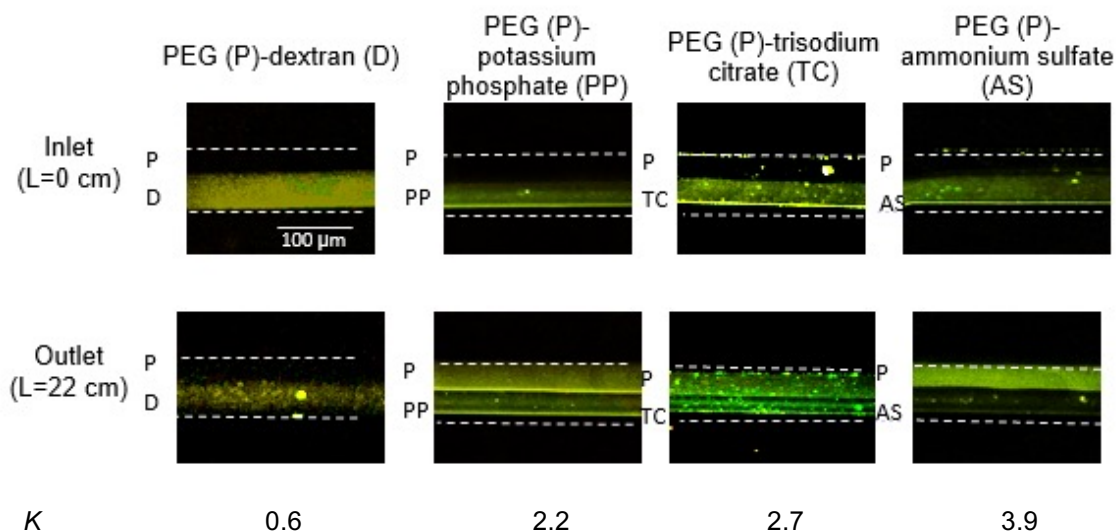 PEG (P)-dextran (D)
PEG (P)-
potassium
phosphate (PP)
PEG (P)-trisodium
citrate (TC)
PEG (P)-
ammonium sulfate
(AS)
Inlet
(L=0 cm)
P
D
100 µm
P
PP
P
TC
P
AS
Outlet
(L=22 cm)
P
D
P
PP
P
TC
P
AS
K 0.6 2.2 2.7 3.9